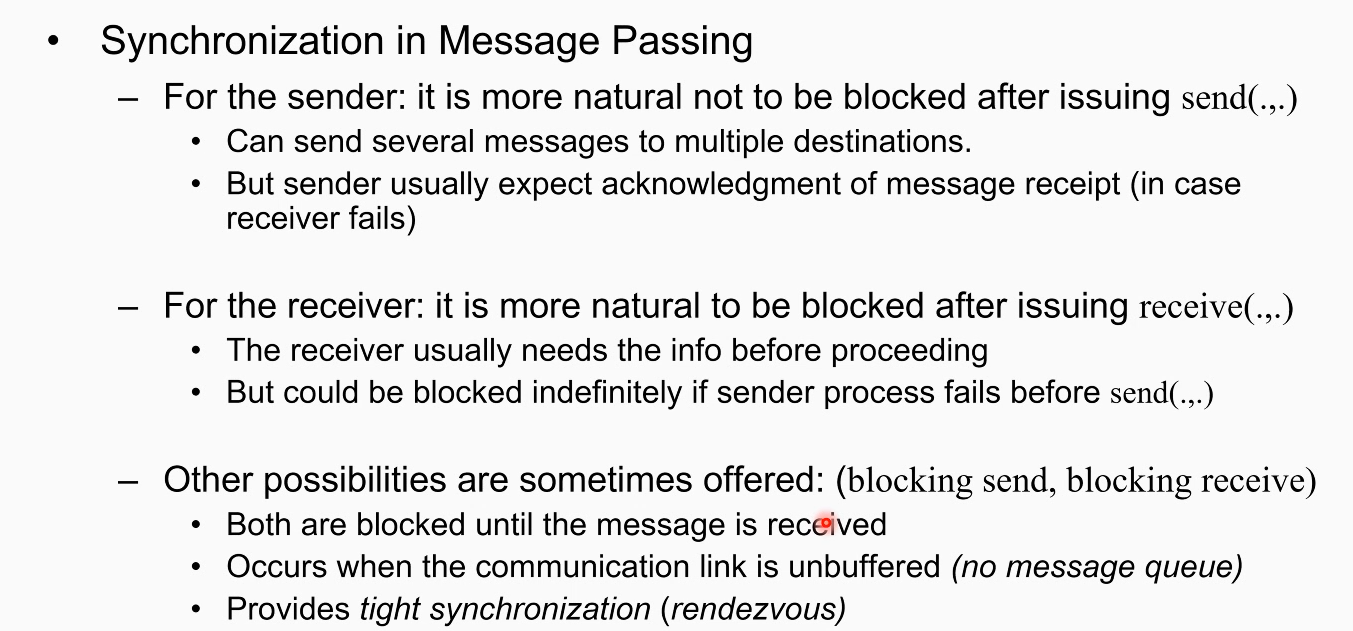 • Synchronization in Message Passing
– For the sender: it is more natural not to be blocked after issuing send(.,.)
• Can send several messages to multiple destinations.
• But sender usually expect acknowledgment of message receipt (in case
receiver fails)
– For the receiver: it is more natural to be blocked after issuing receive(.,.)
• The receiver usually needs the info before proceeding
• But could be blocked indefinitely if sender process fails before send(.,.)
– Other possibilities are sometimes offered: (blocking send, blocking receive)
• Both are blocked until the message is received
• Occurs when the communication link is unbuffered (no message queue)
• Provides tight synchronization (rendezvous)